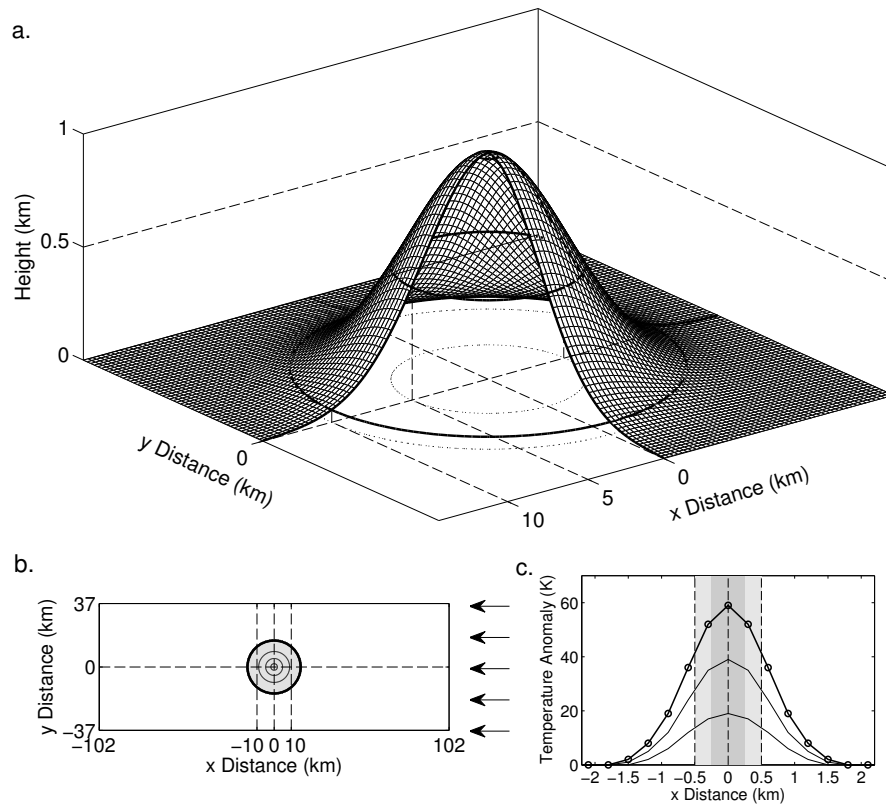 a.
1
0.5
0
Height (km)
y Distance (km)
0
0
5
10
x Distance (km)
b.
37
0
−37
y Distance (km)
−102
−10 0 10
102
x Distance (km)
c.
60
40
20
0
Temperature Anomaly (K)
−2 −1.5 −1 −0.5 0 0.5 1 1.5 2
x Distance (km)